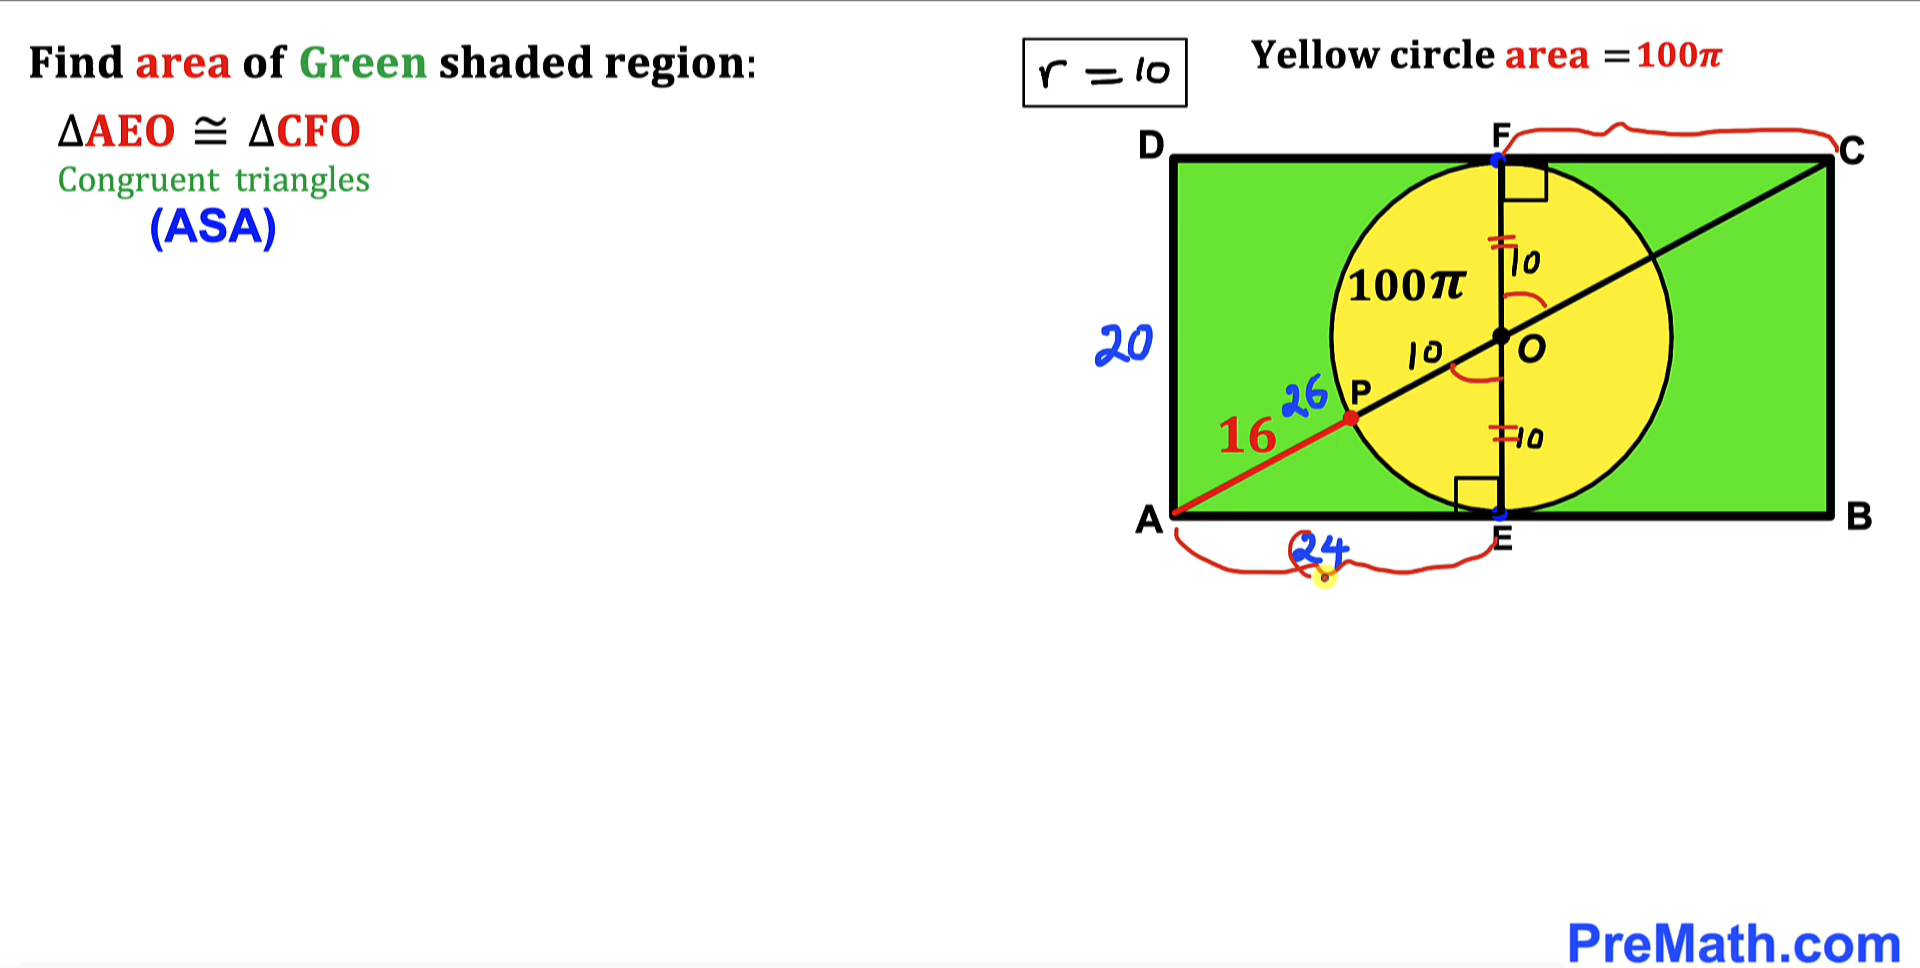 Find area of Green shaded region:
ΔAEO ≅ ΔCFO
Congruent triangles
(ASA)
r = 10
Yellow circle area = 100π
D
F
C
10
100π
20
10
O
26
P
16
10
A
B
24
E
PreMath.com